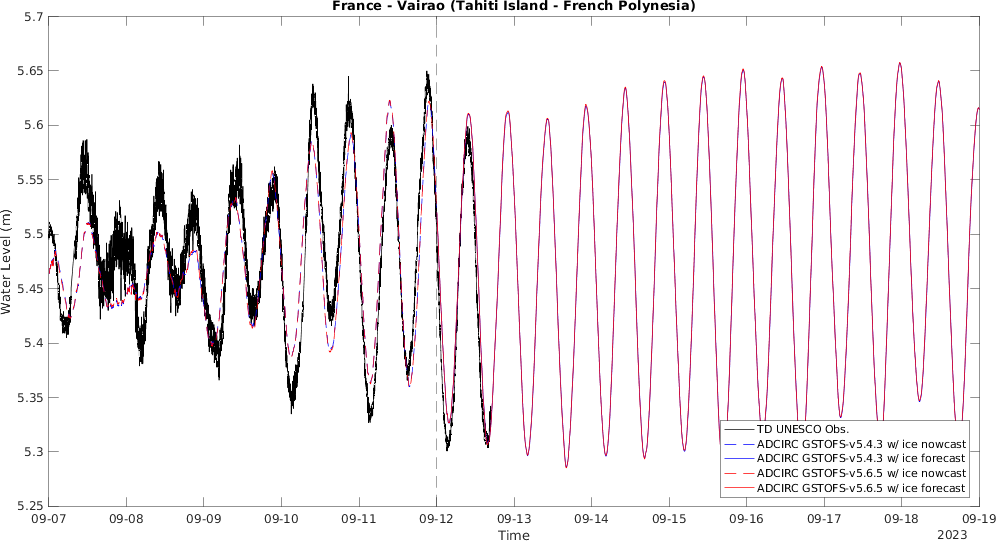 France - Vairao (Tahiti Island - French Polynesia)
5.7
5.65
5.6
5.55
5.5
5.45
5.4
5.35
5.3
5.25
Water Level (m)
TD UNESCO Obs.
ADCIRC GSTOFS-v5.4.3 w/ ice nowcast
ADCIRC GSTOFS-v5.4.3 w/ ice forecast
ADCIRC GSTOFS-v5.6.5 w/ ice nowcast
ADCIRC GSTOFS-v5.6.5 w/ ice forecast
09-07 09-08 09-09 09-10 09-11 09-12 09-13 09-14 09-15 09-16 09-17 09-18 09-19
Time
2023